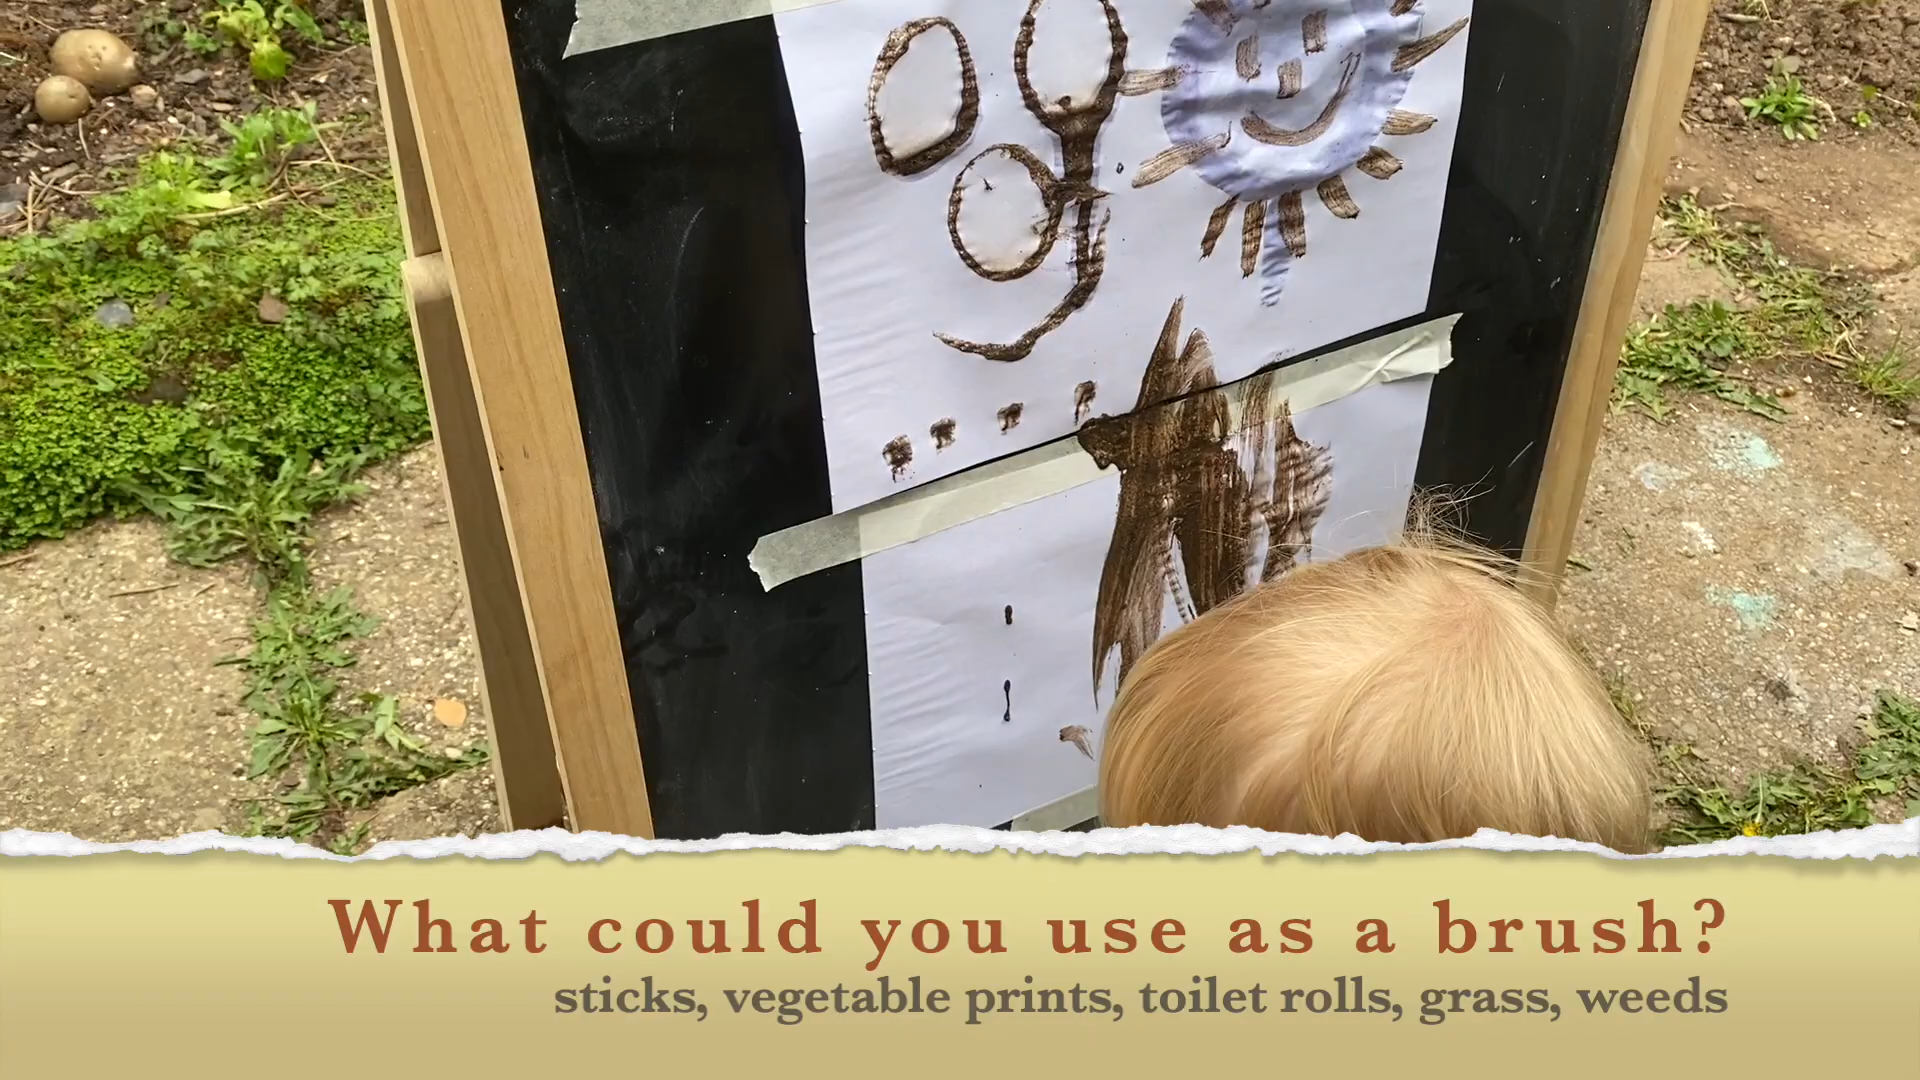 What could you use as a brush?
sticks, vegetable prints, toilet rolls, grass, weeds